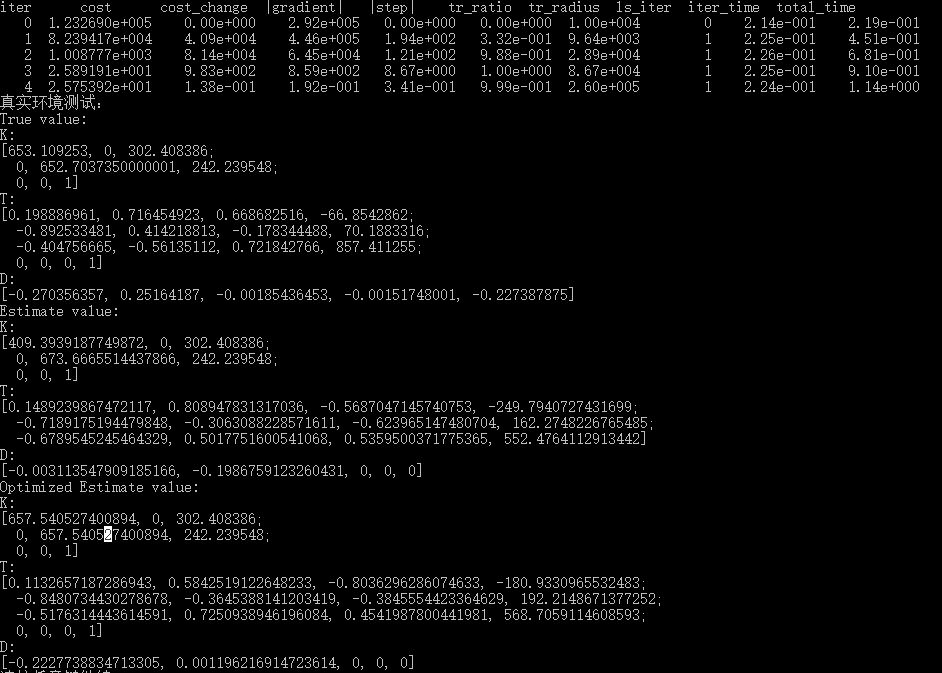 iter cost cost_change |gradient| |step| tr_ratio tr_radius ls_iter iter_time total_time
0 1.232690e+005 0.00e+000 2.92e+005 0.00e+000 0.00e+000 1.00e+004 0 2.14e-001 2.19e-001
1 8.239417e+004 4.09e+004 4.46e+005 1.94e+002 3.32e-001 9.64e+003 1 2.25e-001 4.51e-001
2 1.008777e+003 8.14e+004 6.45e+004 1.21e+002 9.88e-001 2.89e+004 1 2.26e-001 6.81e-001
3 2.589191e+001 9.83e+002 8.59e+002 8.67e+000 1.00e+000 8.67e+004 1 2.25e-001 9.10e-001
4 2.575392e+001 1.38e-001 1.92e-001 3.41e-001 9.99e-001 2.60e+005 1 2.24e-001 1.14e+000
真实环境测试:
True value:
K:
[653.109253, 0, 302.408386;
0, 652.7037350000001, 242.239548;
0, 0, 1]
T:
[0.198886961, 0.716454923, 0.668682516, -66.8542862;
-0.892533481, 0.414218813, -0.178344488, 70.1883316;
-0.404756665, -0.56135112, 0.721842766, 857.411255;
0, 0, 0, 1]
D:
[-0.270356357, 0.25164187, -0.00185436453, -0.00151748001, -0.227387875]
Estimate value:
K:
[409.3939187749872, 0, 302.408386;
0, 673.6665514437866, 242.239548;
0, 0, 1]
T:
[0.1489239867472117, 0.808947831317036, -0.5687047145740753, -249.7940727431699;
-0.7189175194479848, -0.3063088228571611, -0.623965147480704, 162.2748226765485;
-0.6789545245464329, 0.5017751600541068, 0.5359500371775365, 552.4764112913442]
D:
[-0.003113547909185166, -0.1986759123260431, 0, 0, 0]
Optimized Estimate value:
K:
[657.540527400894, 0, 302.408386;
0, 657.540527400894, 242.239548;
0, 0, 1]
T:
[0.1132657187286943, 0.5842519122648233, -0.8036296286074633, -180.9330965532483;
-0.8480734430278678, -0.3645388141203419, -0.3845554423364629, 192.2148671377252;
-0.5176314443614591, 0.7250938946196084, 0.4541987800441981, 568.7059114608593;
0, 0, 0, 1]
D:
[-0.2227738834713305, 0.001196216914723614, 0, 0, 0]